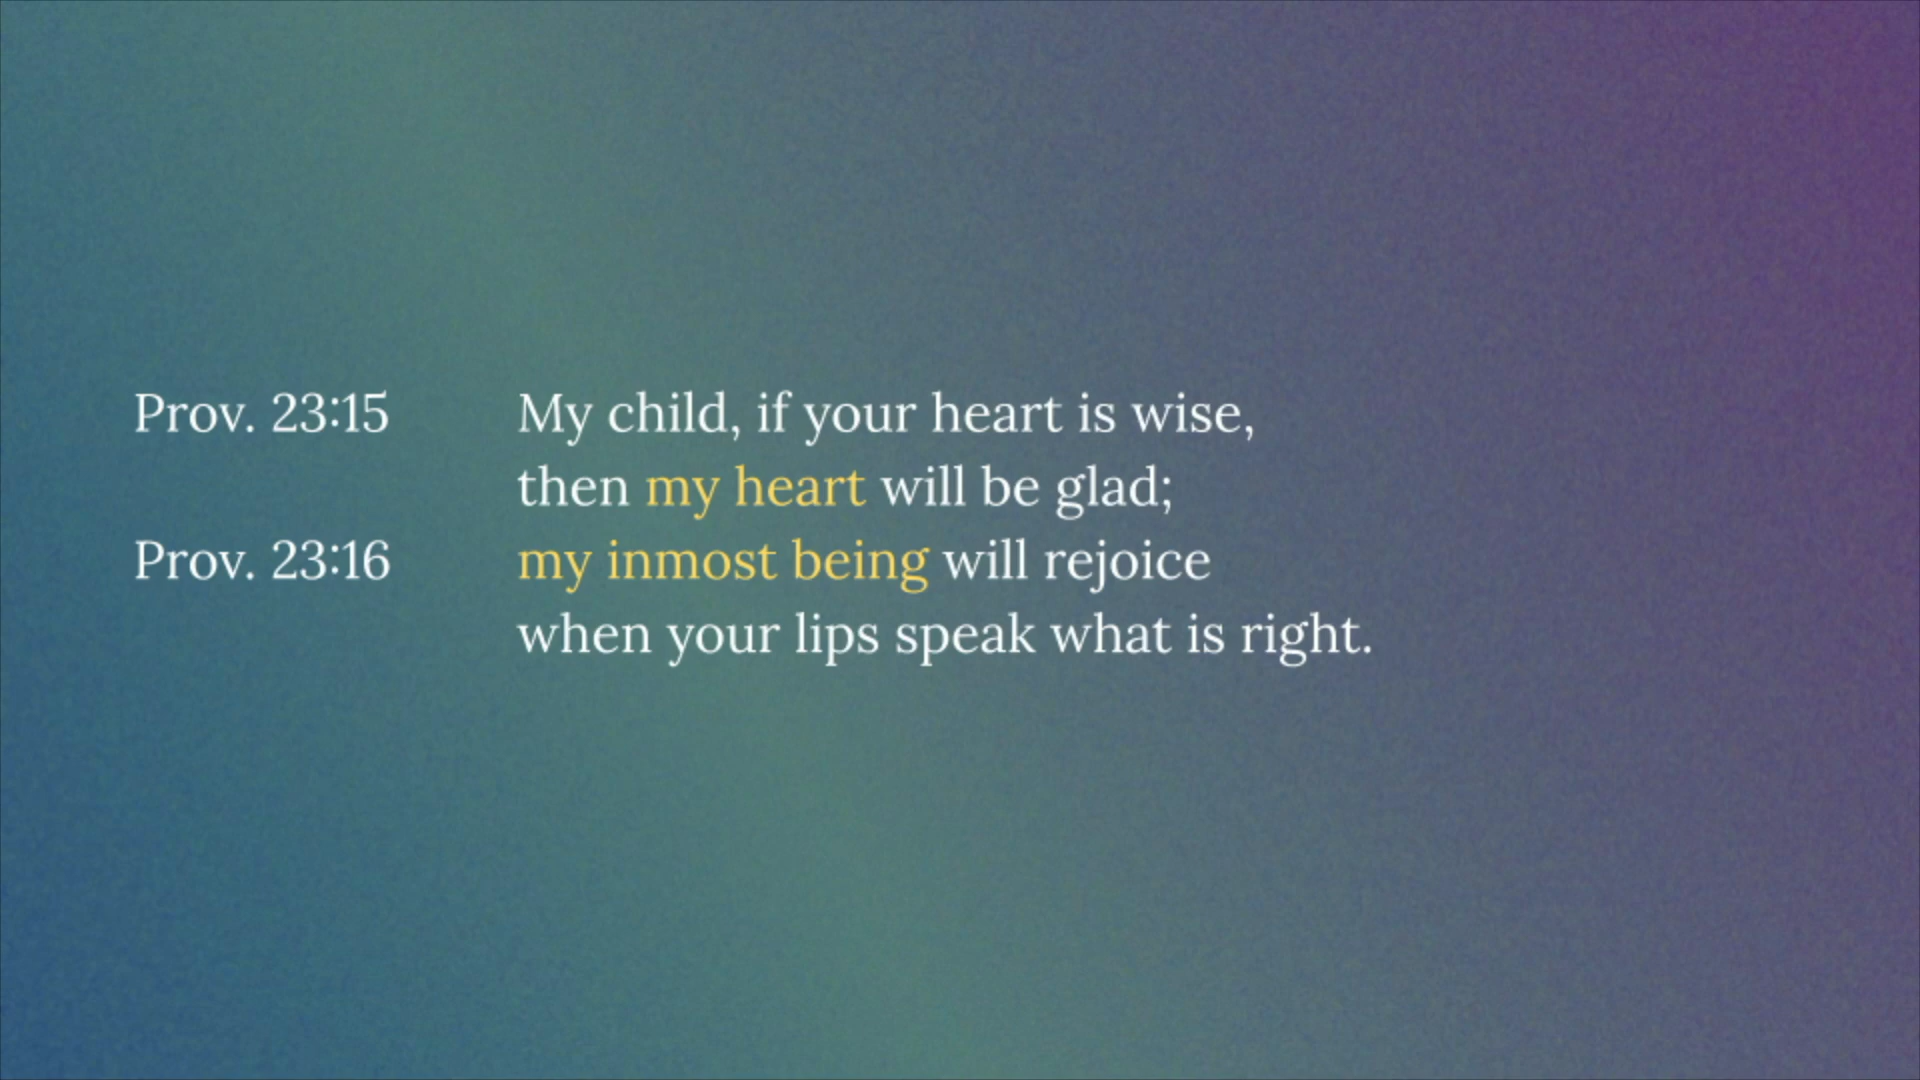 Prov. 23:15 My child, if your heart is wise,
then my heart will be glad;
Prov. 23:16 my inmost being will rejoice
when your lips speak what is right.